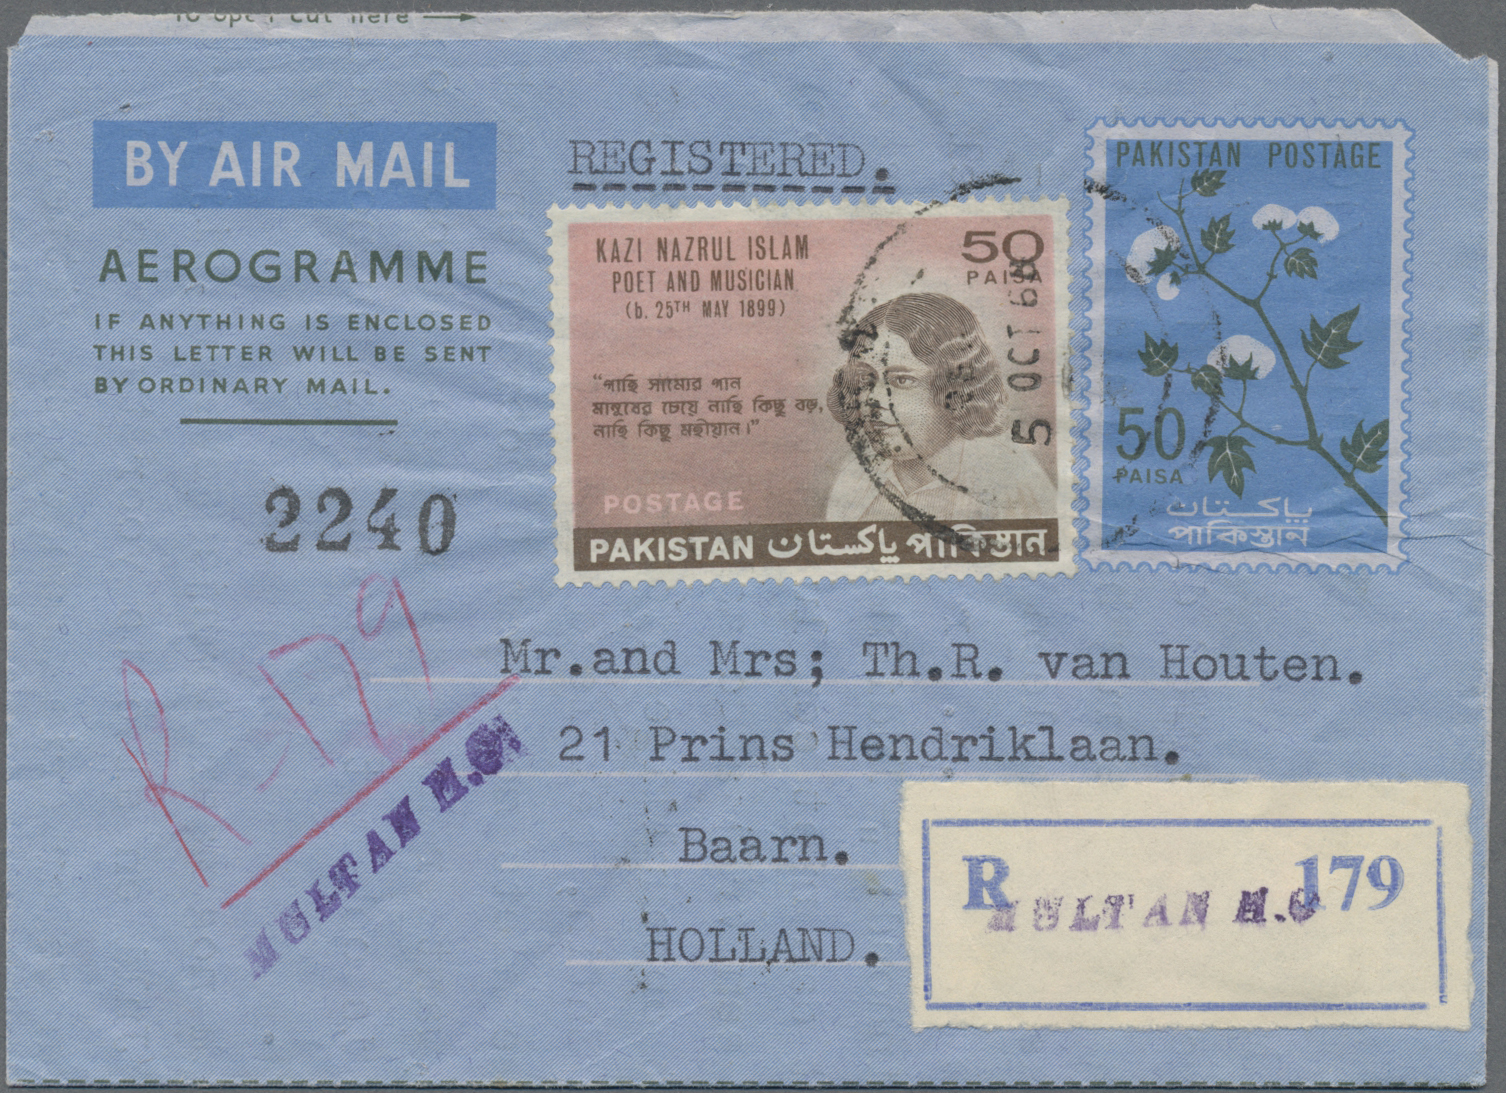 To open cut here
BY AIR MAIL
AEROGRAMME
IF ANYTHING IS ENCLOSED
THIS LETTER WILL BE SENT
BY ORDINARY MAIL.
REGISTERED.
KAZI NAZRUL ISLAM
POET AND MUSICIAN
(b. 25TH MAY 1899)
50
PAISA
“গাহি সাম্যের গান
মানুষের চেয়ে নাহি কিছু বড়,
নাহি কিছু মহীয়ান।”
POSTAGE
PAKISTAN پاکستان পাকিস্তান
5 OCT 68
PAKISTAN POSTAGE
50
PAISA
پاکستان
পাকিস্তান
2240
R-179
MULTAN H.O
Mr.and Mrs; Th.R. van Houten.
21 Prins Hendriklaan.
Baarn.
HOLLAND.
R 179
MULTAN H.O